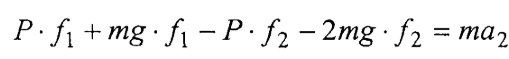 P · f₁ + mg · f₁ − P · f₂ − 2mg · f₂ = ma₂